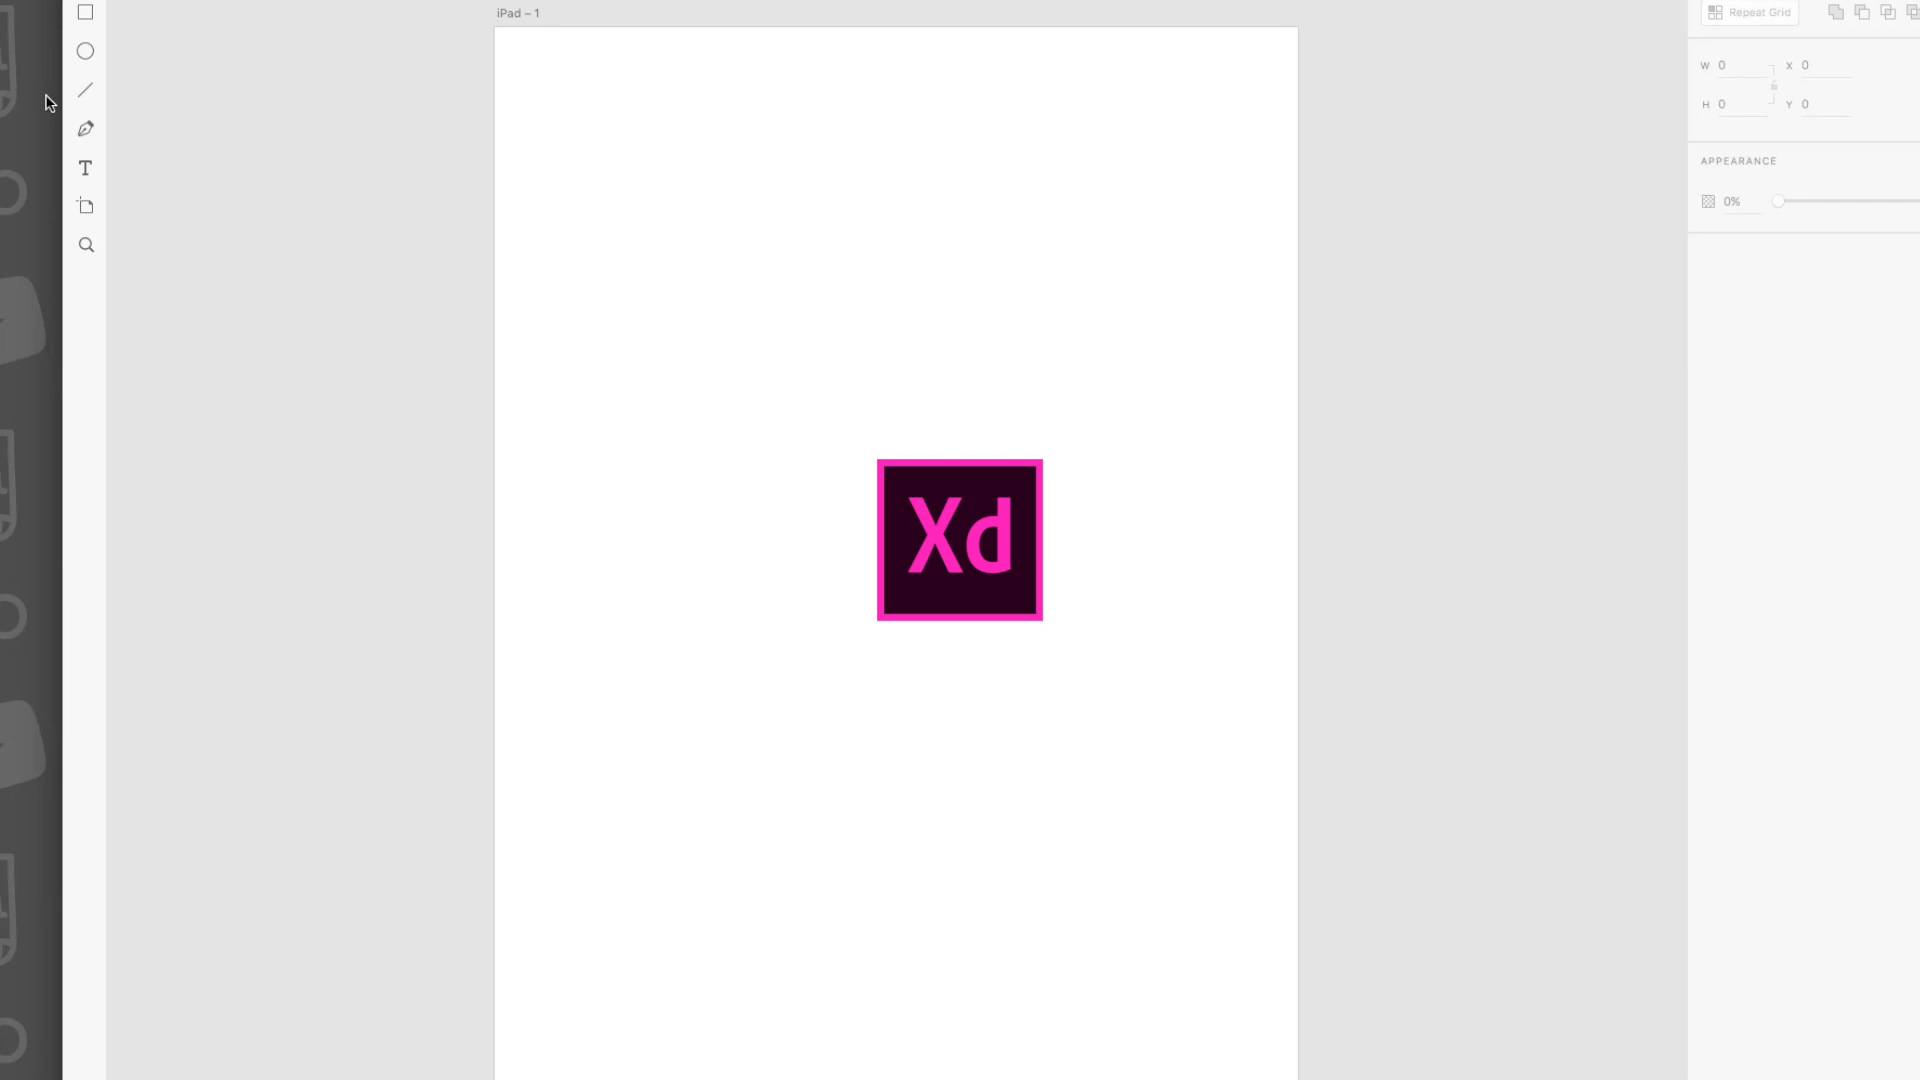 iPad – 1
Repeat Grid
W 0 X 0
H 0 Y 0
APPEARANCE
0%
T
Xd